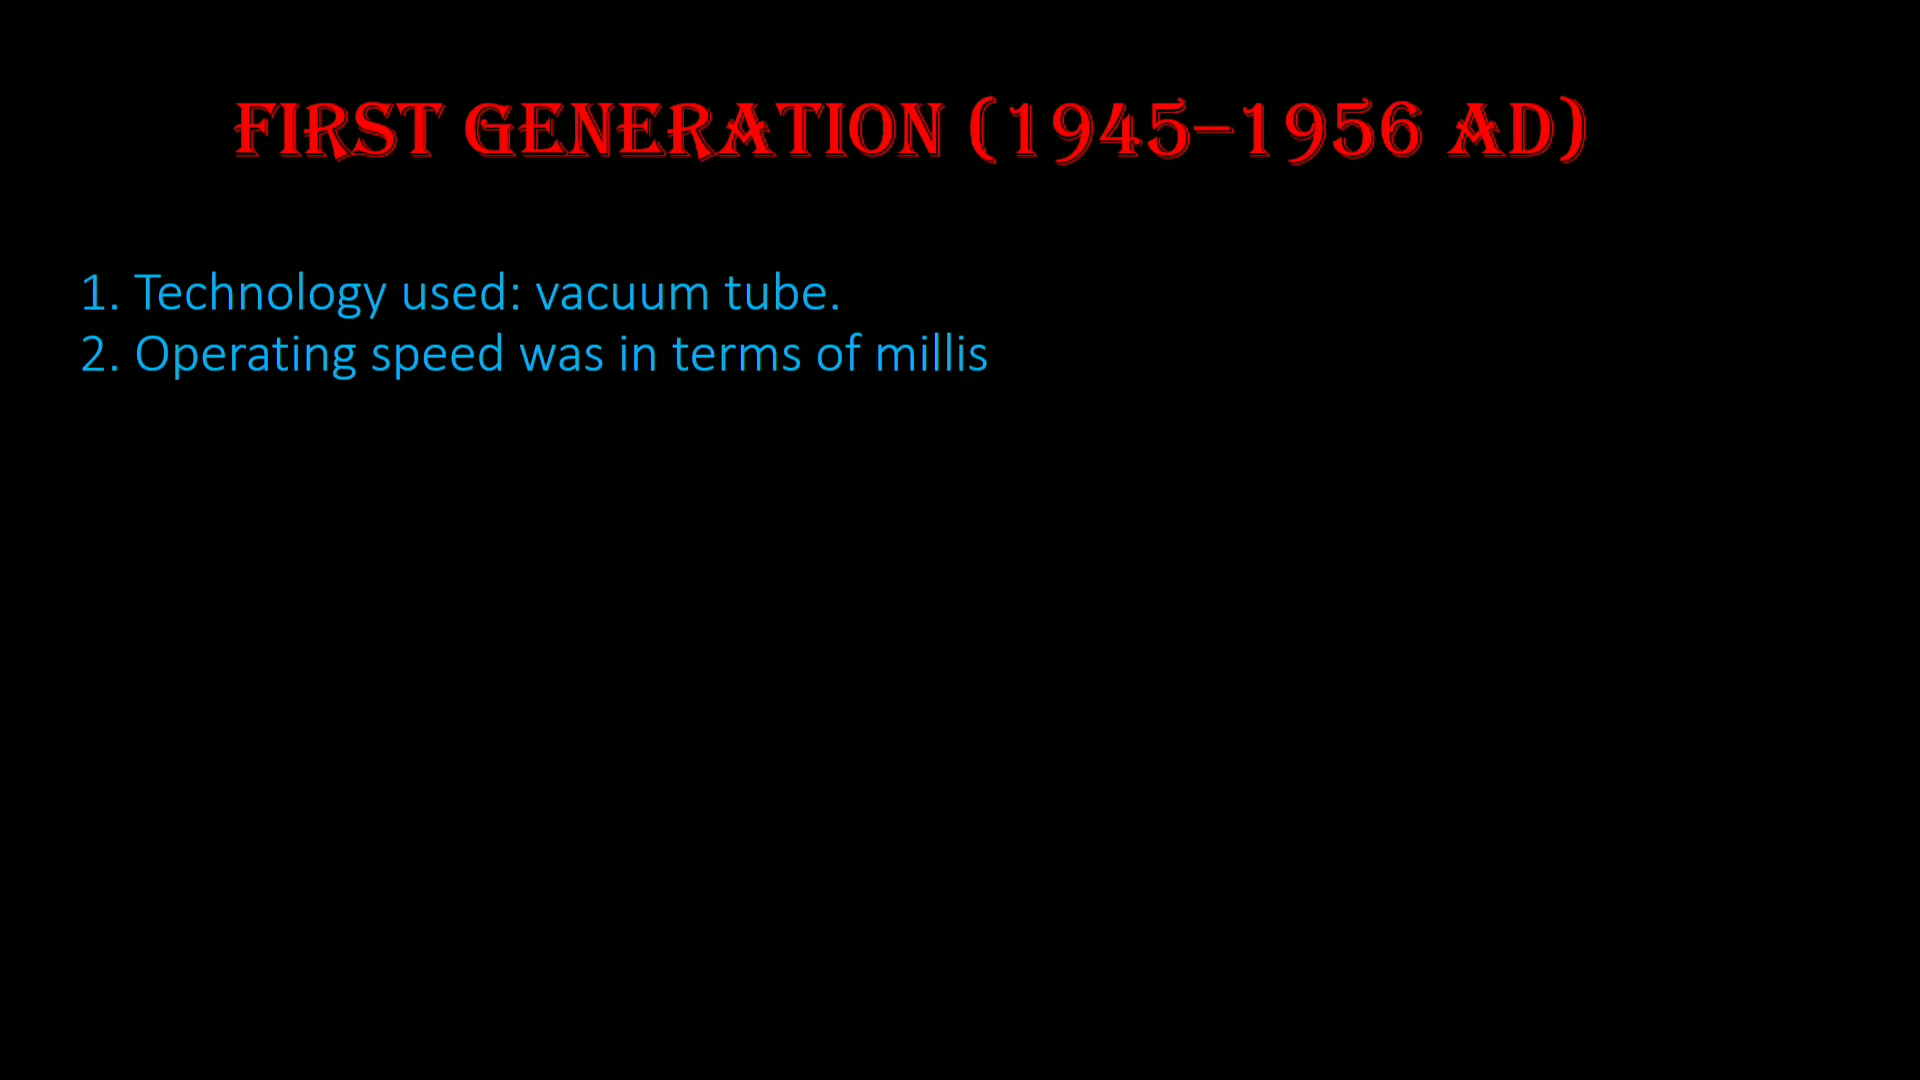 FIRST GENERATION (1945–1956 AD)
1. Technology used: vacuum tube.
2. Operating speed was in terms of millis